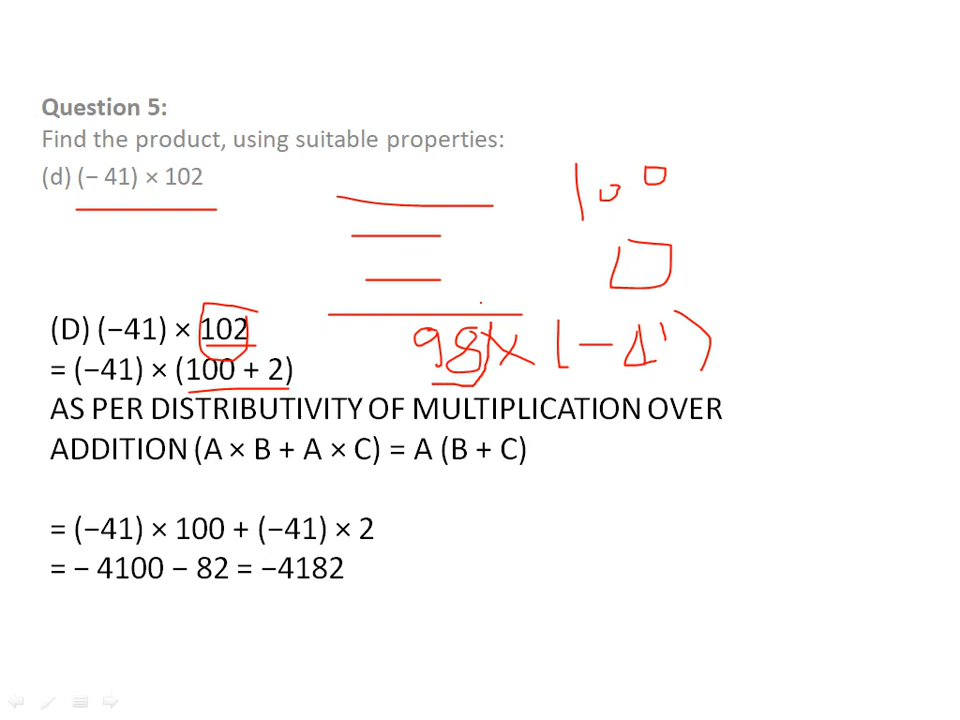 Question 5:
Find the product, using suitable properties:
(d) (− 41) × 102
100
(D) (−41) × 102
98 × (− 41)
= (−41) × (100 + 2)
AS PER DISTRIBUTIVITY OF MULTIPLICATION OVER
ADDITION (A × B + A × C) = A (B + C)
= (−41) × 100 + (−41) × 2
= − 4100 − 82 = −4182